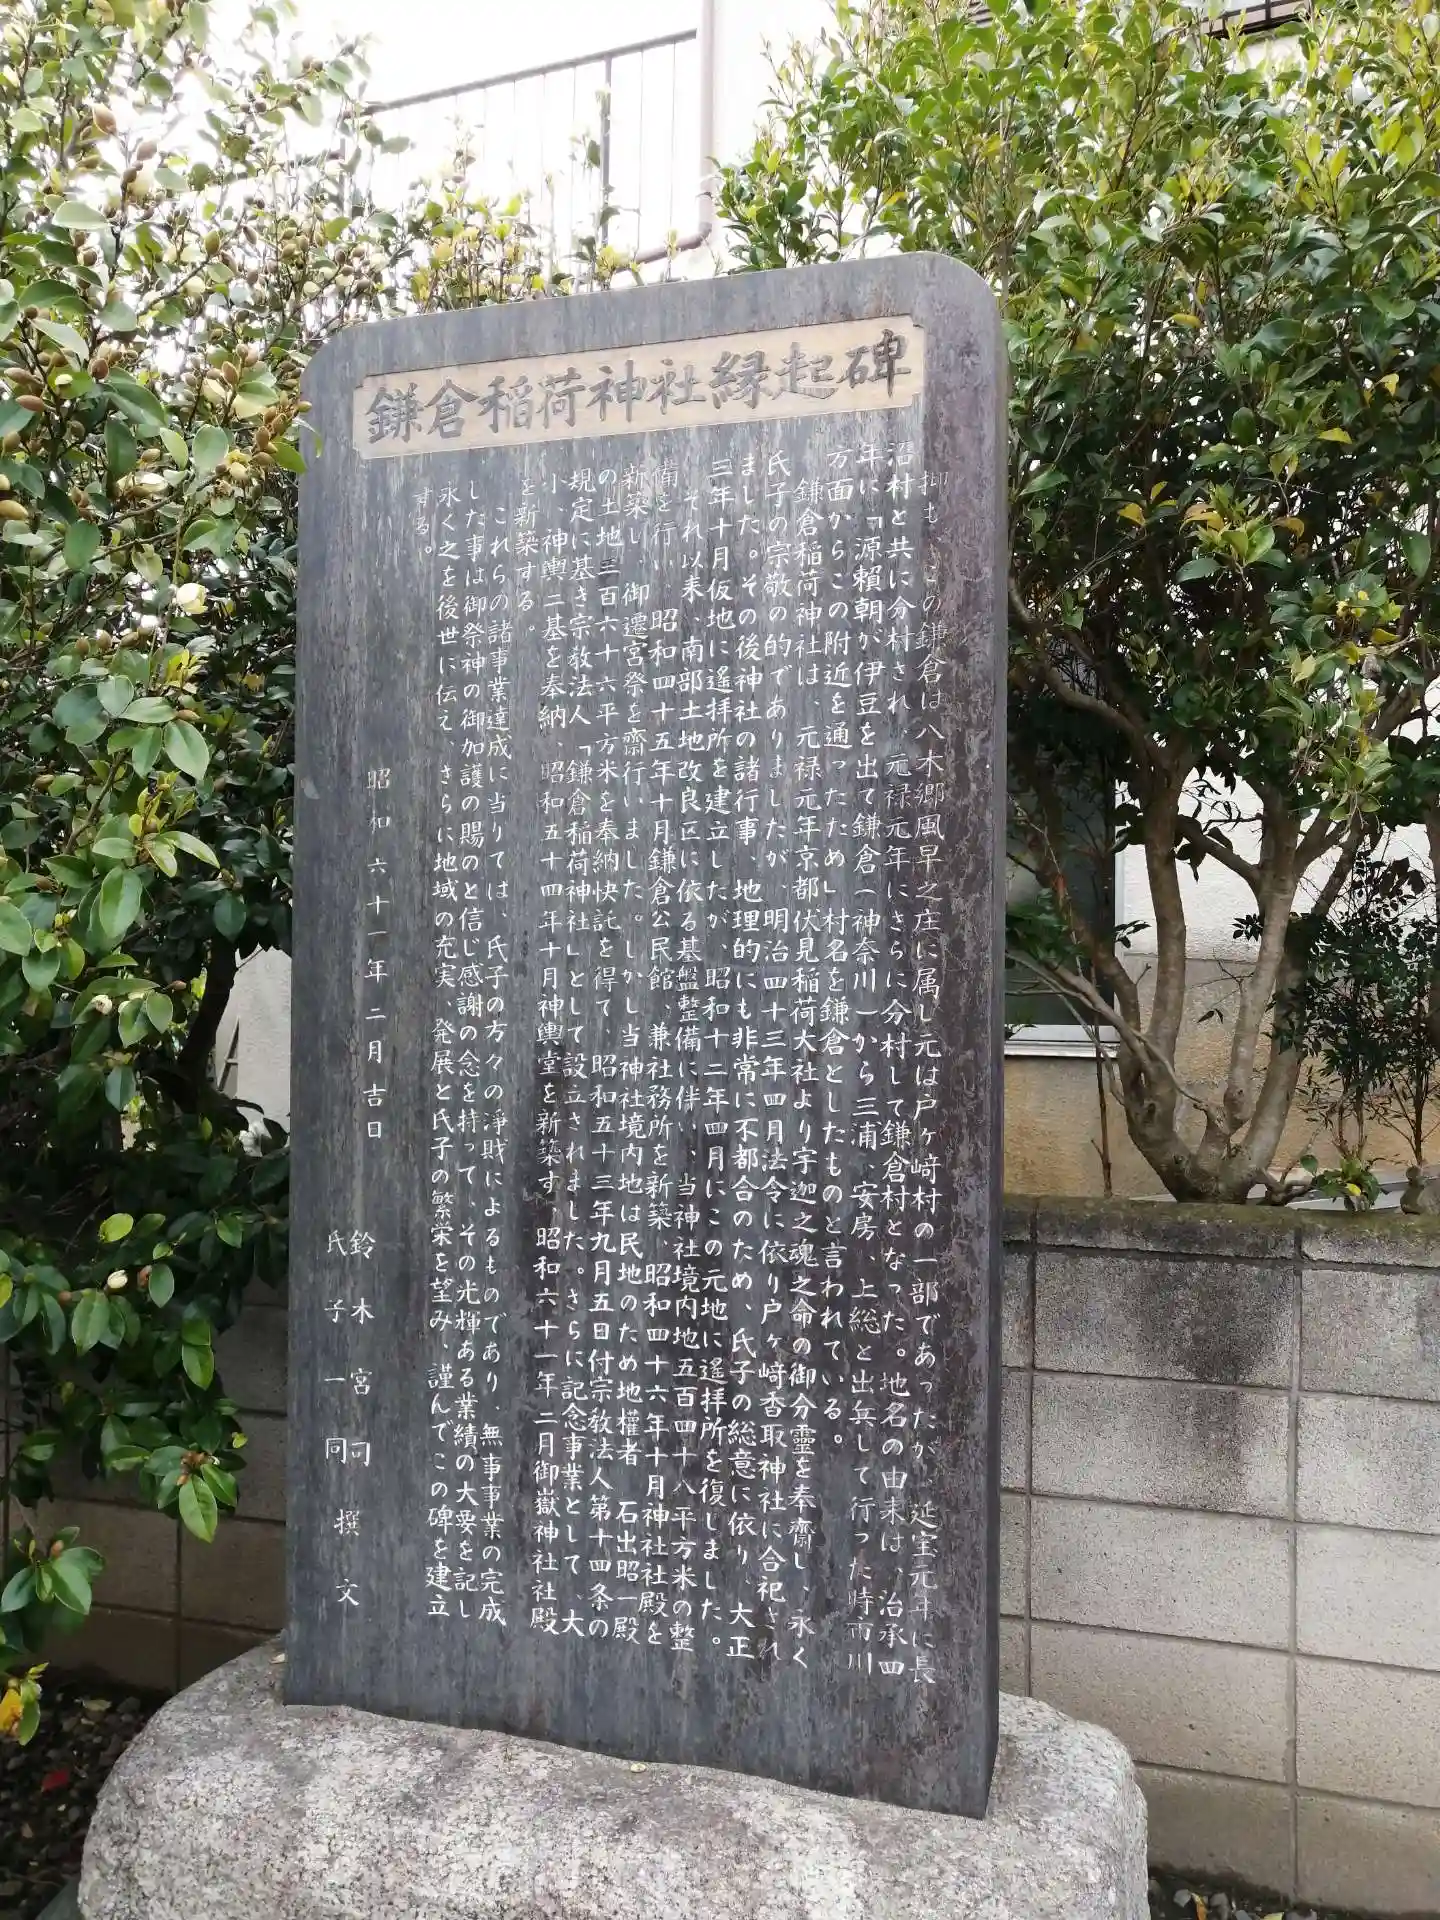 鎌倉稲荷神社縁起碑
抑も、この鎌倉は八木郷風早之庄に属し元は戸ヶ﨑村の一部であったが、延宝元年に長
沼村と共に分村され、元禄元年にさらに分村して鎌倉村となった。地名の由来は、治承四
年に「源頼朝が伊豆を出て鎌倉(神奈川)から三浦、安房、上総と出兵して行った時市川
方面からこの附近を通ったため」村名を鎌倉としたものと言われている。
鎌倉稲荷神社は、元禄元年京都伏見稲荷大社より宇迦之魂之命の御分霊を奉齋し、永く
氏子の宗敬の的でありましたが、明治四十三年四月法令に依り戸ヶ﨑香取神社に合祀され
ました。その後神社の諸行事、地理的にも非常に不都合のため、氏子の総意に依り、大正
三年十月仮地に遙拝所を建立したが、昭和十二年四月にこの元地に遙拝所を復しました。
それ以来、南部土地改良区に依る基盤整備に伴い、当神社境内地五百四十八平方米の整
備を行い、昭和四十五年十月鎌倉公民館、兼社務所を新築、昭和四十六年十月神社社殿を
新築し、御遷宮祭を齋行いました。しかし当神社境内地は民地のため地權者 石出昭一殿
の土地三百六十六平方米を奉納快託を得て、昭和五十三年九月五日付宗教法人第十四条の
規定に基き宗教法人「鎌倉稲荷神社」として設立されました。さらに記念事業として、大
小、神輿二基を奉納、昭和五十四年十月神輿堂を新築す、昭和六十一年二月御嶽神社社殿
を新築する。
これらの諸事業達成に当りては、氏子の方々の淨財によるものであり、無事事業の完成
した事は御祭神の御加護の賜のと信じ感謝の念を持って、その光輝ある業績の大要を記し
永く之を後世に伝え、さらに地域の充実、発展と氏子の繁栄を望み、謹んでこの碑を建立
する。
昭和六十一年二月吉日
鈴木宮司
氏子一同
撰文